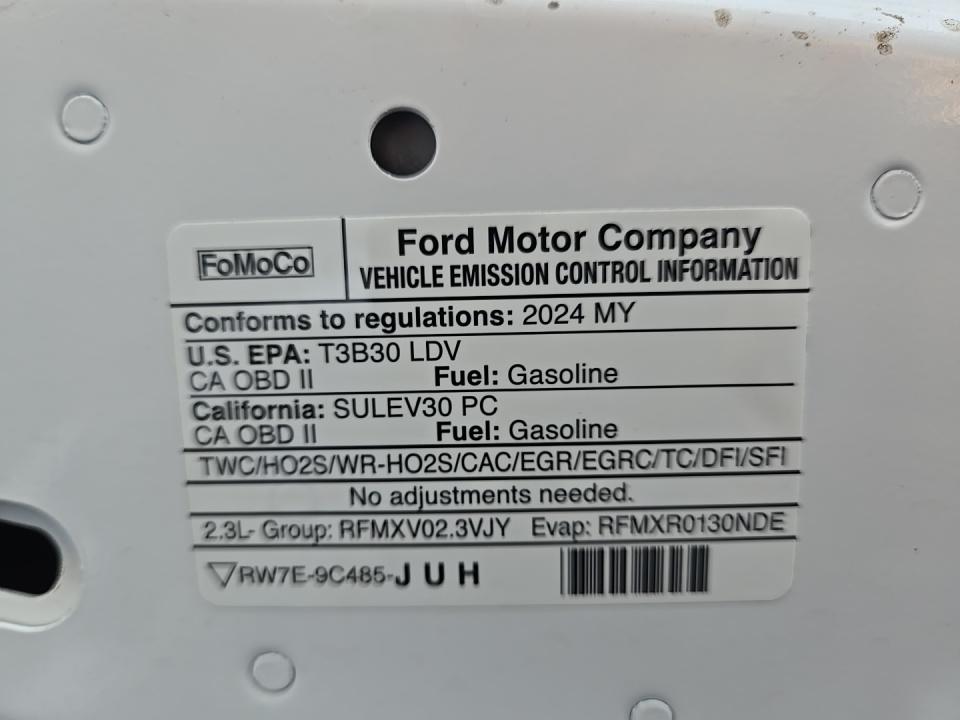 FoMoCo
Ford Motor Company
VEHICLE EMISSION CONTROL INFORMATION
Conforms to regulations: 2024 MY
U.S. EPA: T3B30 LDV
CA OBD II Fuel: Gasoline
California: SULEV30 PC
CA OBD II Fuel: Gasoline
TWC/HO2S/WR-HO2S/CAC/EGR/EGRC/TC/DFI/SFI
No adjustments needed.
2.3L- Group: RFMXV02.3VJY Evap: RFMXR0130NDE
▽RW7E-9C485-JUH